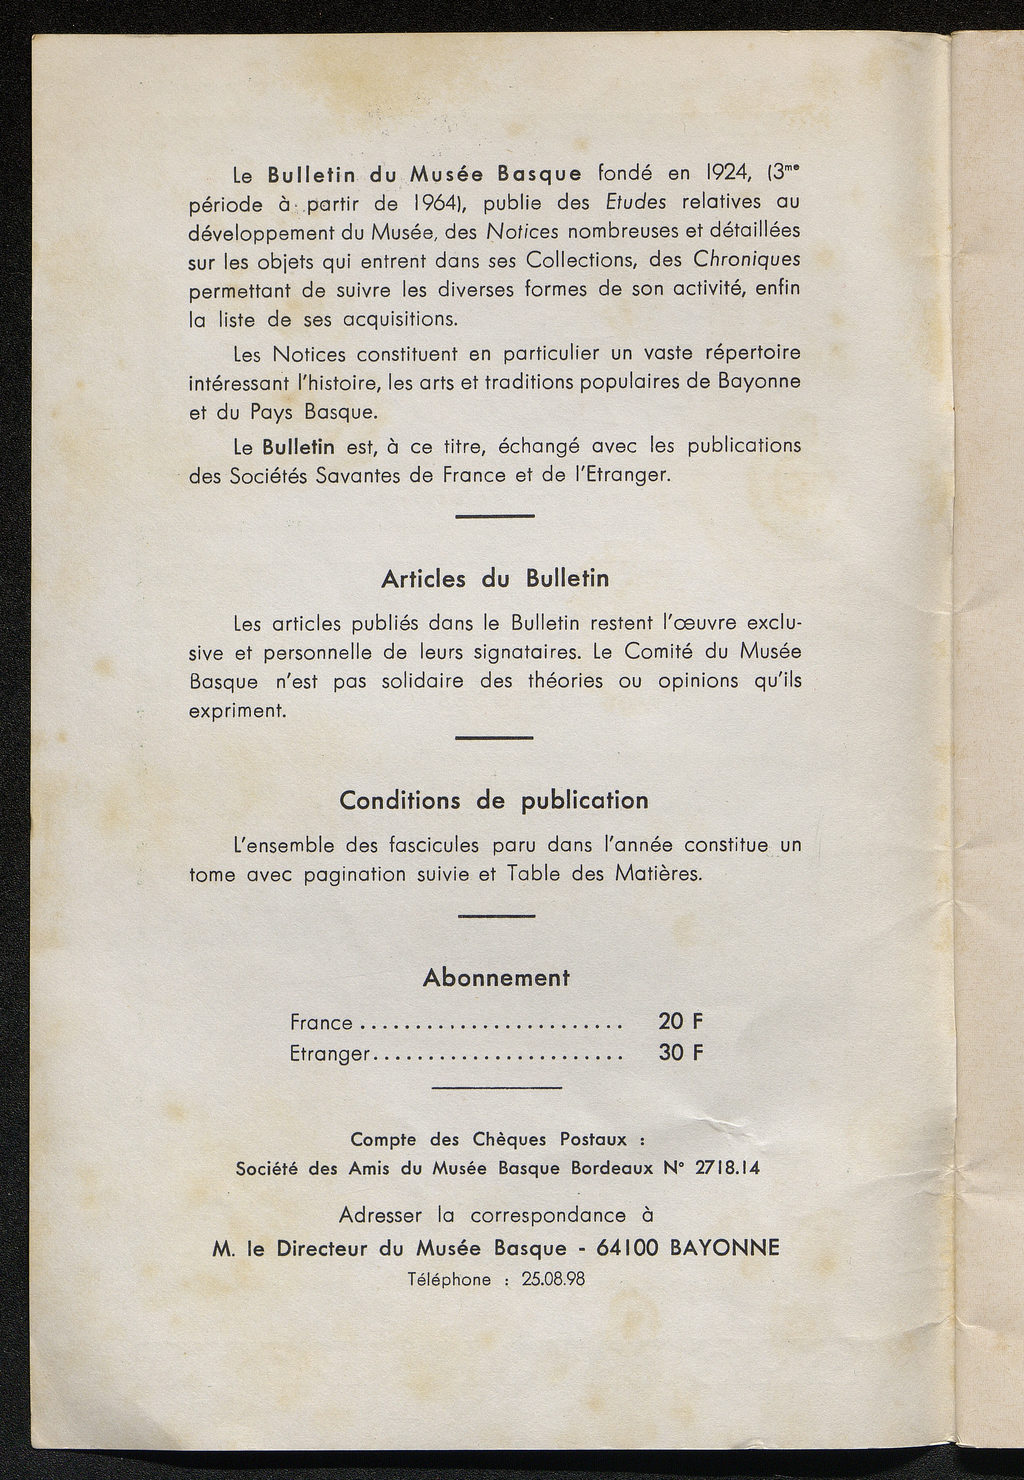 Le Bulletin du Musée Basque fondé en 1924, (3me
période à partir de 1964), publie des Etudes relatives au
développement du Musée, des Notices nombreuses et détaillées
sur les objets qui entrent dans ses Collections, des Chroniques
permettant de suivre les diverses formes de son activité, enfin
la liste de ses acquisitions.
Les Notices constituent en particulier un vaste répertoire
intéressant l'histoire, les arts et traditions populaires de Bayonne
et du Pays Basque.
Le Bulletin est, à ce titre, échangé avec les publications
des Sociétés Savantes de France et de l'Etranger.
Articles du Bulletin
Les articles publiés dans le Bulletin restent l'œuvre exclu-
sive et personnelle de leurs signataires. Le Comité du Musée
Basque n'est pas solidaire des théories ou opinions qu'ils
expriment.
Conditions de publication
L'ensemble des fascicules paru dans l'année constitue un
tome avec pagination suivie et Table des Matières.
Abonnement
France ........................ 20 F
Etranger....................... 30 F
Compte des Chèques Postaux :
Société des Amis du Musée Basque Bordeaux N° 2718.14
Adresser la correspondance à
M. le Directeur du Musée Basque - 64100 BAYONNE
Téléphone : 25.08.98